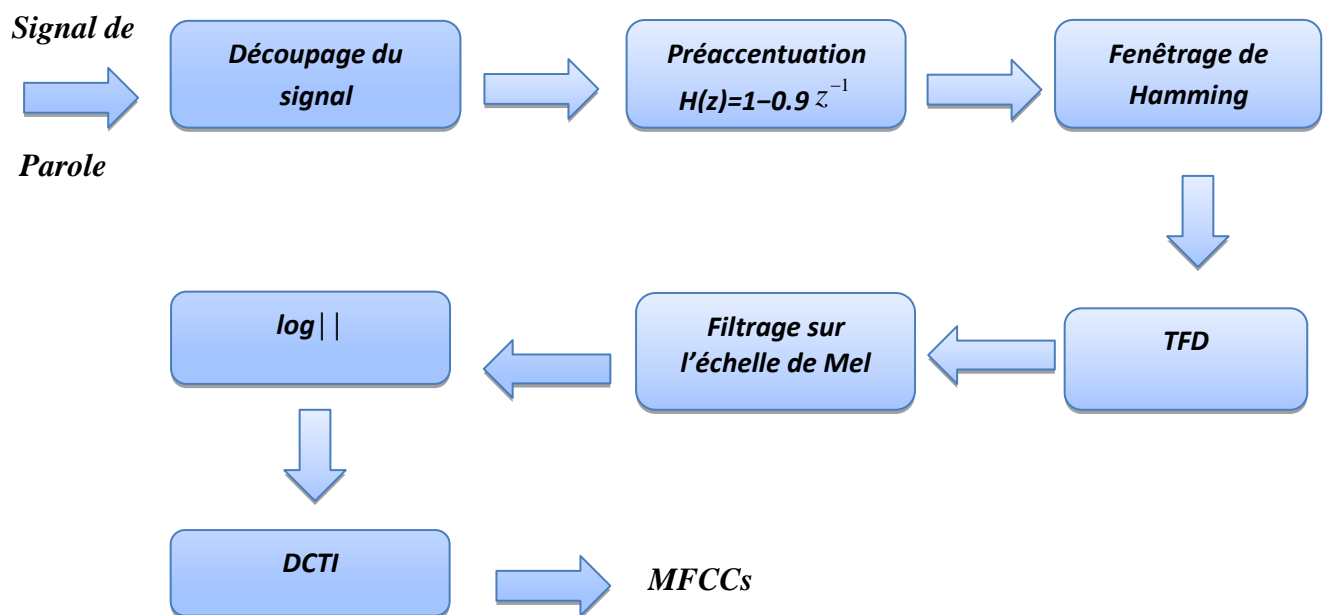 Signal de
Parole
Découpage du
signal
Préaccentuation
H(z)=1−0.9 z⁻¹
Fenêtrage de
Hamming
TFD
Filtrage sur
l’échelle de Mel
log||
DCTI
MFCCs